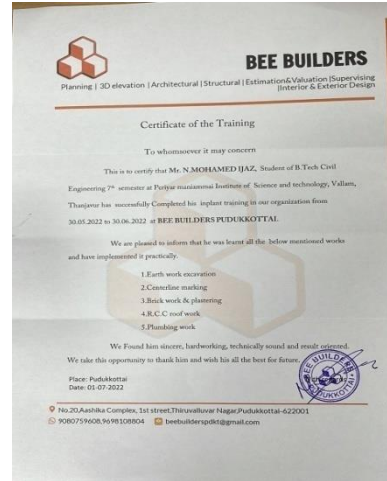 BEE BUILDERS
Planning | 3D elevation | Architectural | Structural | Estimation&Valuation |Supervising
|Interior & Exterior Design
Certificate of the Training
To whomsoever it may concern
This is to certify that Mr. N.MOHAMED IJAZ, Student of B.Tech Civil
Engineering 7th semester at Periyar maniammai Institute of Science and technology, Vallam,
Thanjavur has successfully Completed his inplant training in our organization from
30.05.2022 to 30.06.2022 at BEE BUILDERS PUDUKKOTTAI.
We are pleased to inform that he was learnt all the below mentioned works
and have implemented it practically.
1.Earth work excavation
2.Centerline marking
3.Brick work & plastering
4.R.C.C roof work
5.Plumbing work
We Found him sincere, hardworking, technically sound and result oriented.
We take this opportunity to thank him and wish his all the best for future.
Place: Pudukkottai
Date: 01-07-2022
BEE BUILDERS
PUDUKKOTTAI
No.20,Aashika Complex, 1st street,Thiruvalluvar Nagar,Pudukkottai-622001
9080759608,9698108804 beebuilderspdkt@gmail.com